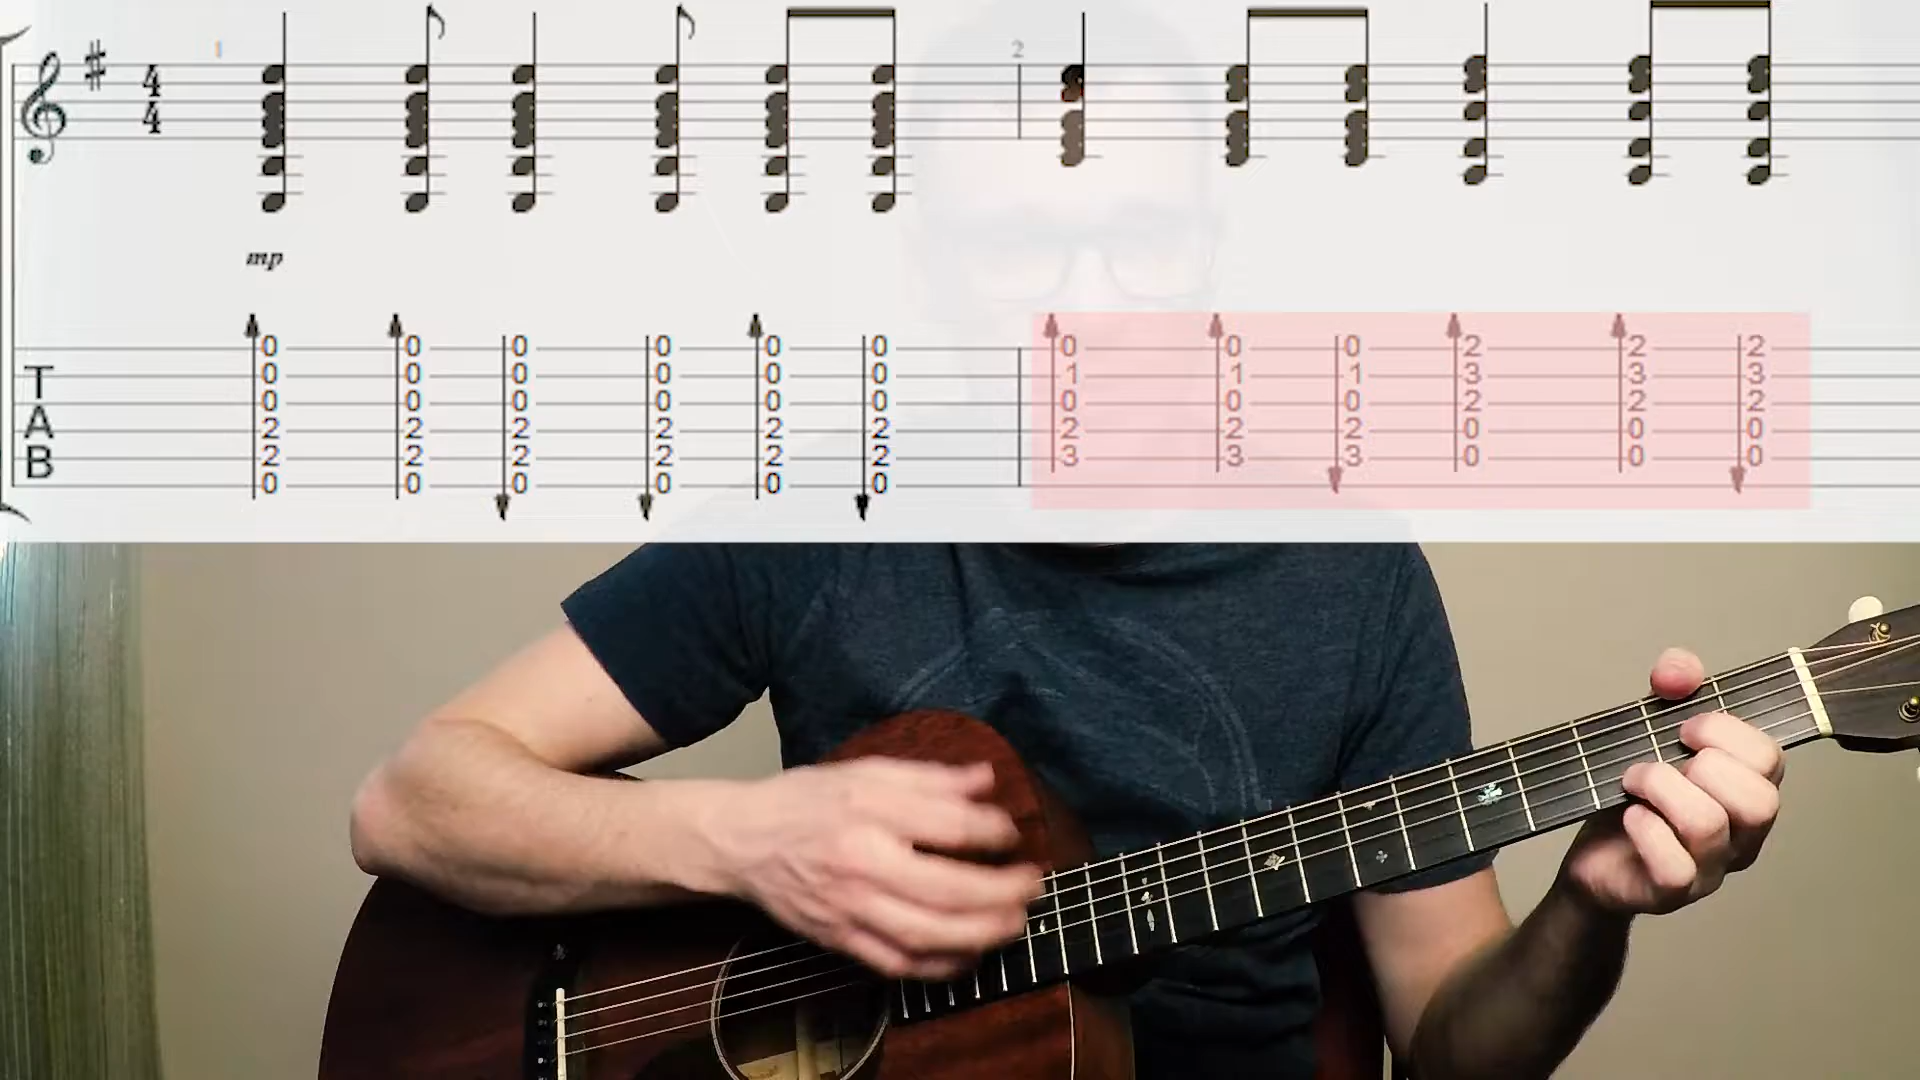 1 2
4
4
mp
0 0 0 0 0 0 0 0 0 2 2 2
T 0 0 0 0 0 0 1 1 1 3 3 3
0 0 0 0 0 0 0 0 0 2 2 2
A 2 2 2 2 2 2 2 2 2 0 0 0
B 2 2 2 2 2 2 3 3 3 0 0 0
0 0 0 0 0 0